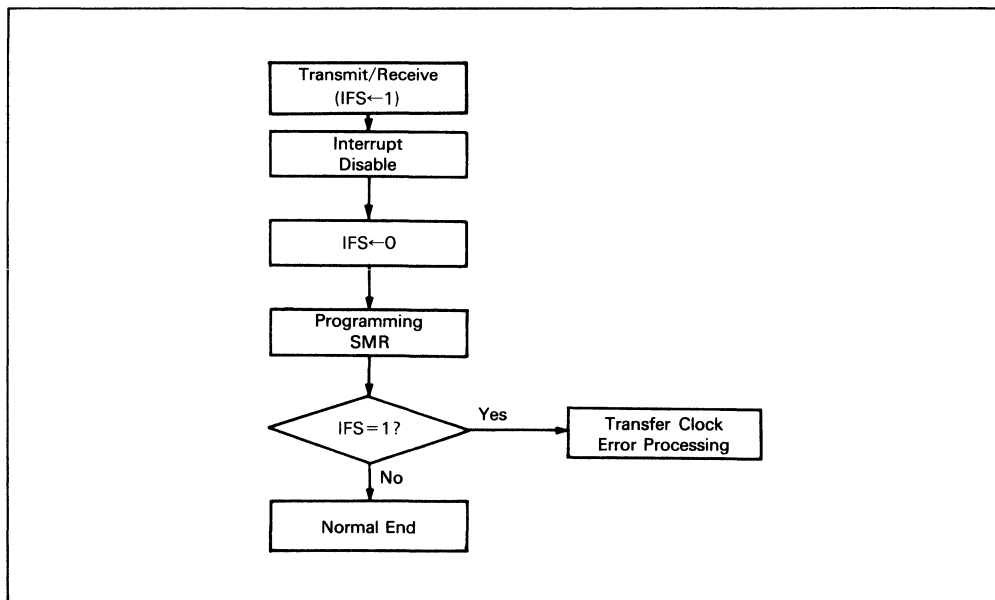 Transmit/Receive
(IFS←1)
Interrupt
Disable
IFS←0
Programming
SMR
IFS=1?
Yes
Transfer Clock
Error Processing
No
Normal End